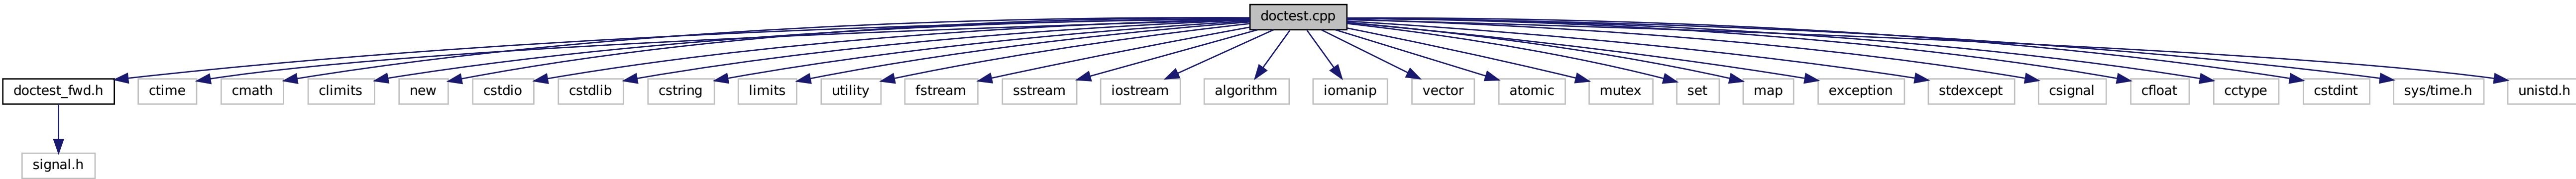 doctest.cpp
doctest_fwd.h
ctime
cmath
climits
new
cstdio
cstdlib
cstring
limits
utility
fstream
sstream
iostream
algorithm
iomanip
vector
atomic
mutex
set
map
exception
stdexcept
csignal
cfloat
cctype
cstdint
sys/time.h
unistd.h
signal.h